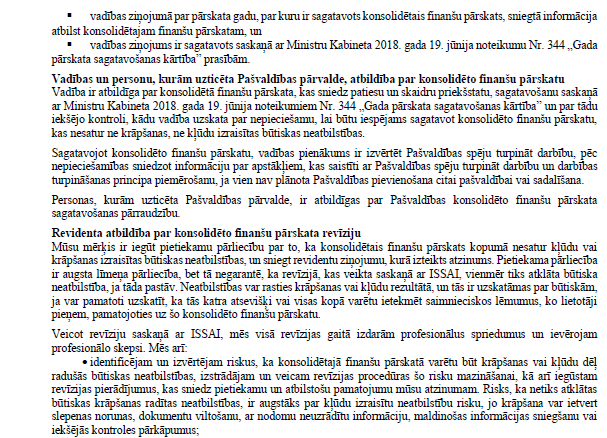 ▪ vadības ziņojumā par pārskata gadu, par kuru ir sagatavots konsolidētais finanšu pārskats, sniegtā informācija
atbilst konsolidētajam finanšu pārskatam, un
▪ vadības ziņojums ir sagatavots saskaņā ar Ministru Kabineta 2018. gada 19. jūnija noteikumu Nr. 344 „Gada
pārskata sagatavošanas kārtība” prasībām.
Vadības un personu, kurām uzticēta Pašvaldības pārvalde, atbildība par konsolidēto finanšu pārskatu
Vadība ir atbildīga par konsolidētā finanšu pārskata, kas sniedz patiesu un skaidru priekšstatu, sagatavošanu saskaņā
ar Ministru Kabineta 2018. gada 19. jūnija noteikumiem Nr. 344 „Gada pārskata sagatavošanas kārtība” un par tādu
iekšējo kontroli, kādu vadība uzskata par nepieciešamu, lai būtu iespējams sagatavot konsolidēto finanšu pārskatu,
kas nesatur ne krāpšanas, ne kļūdu izraisītas būtiskas neatbilstības.
Sagatavojot konsolidēto finanšu pārskatu, vadības pienākums ir izvērtēt Pašvaldības spēju turpināt darbību, pēc
nepieciešamības sniedzot informāciju par apstākļiem, kas saistīti ar Pašvaldības spēju turpināt darbību un darbības
turpināšanas principa piemērošanu, ja vien nav plānota Pašvaldības pievienošana citai pašvaldībai vai sadalīšana.
Personas, kurām uzticēta Pašvaldības pārvalde, ir atbildīgas par Pašvaldības konsolidēto finanšu pārskata
sagatavošanas pārraudzību.
Revidenta atbildība par konsolidēto finanšu pārskata revīziju
Mūsu mērķis ir iegūt pietiekamu pārliecību par to, ka konsolidētais finanšu pārskats kopumā nesatur kļūdu vai
krāpšanas izraisītas būtiskas neatbilstības, un sniegt revidentu ziņojumu, kurā izteikts atzinums. Pietiekama pārliecība
ir augsta līmeņa pārliecība, bet tā negarantē, ka revīzijā, kas veikta saskaņā ar ISSAI, vienmēr tiks atklāta būtiska
neatbilstība, ja tāda pastāv. Neatbilstības var rasties krāpšanas vai kļūdu rezultātā, un tās ir uzskatāmas par būtiskām,
ja var pamatoti uzskatīt, ka tās katra atsevišķi vai visas kopā varētu ietekmēt saimnieciskos lēmumus, ko lietotāji
pieņem, pamatojoties uz šo konsolidēto finanšu pārskatu.
Veicot revīziju saskaņā ar ISSAI, mēs visā revīzijas gaitā izdarām profesionālus spriedumus un ievērojam
profesionālo skepsi. Mēs arī:
• identificējam un izvērtējam riskus, ka konsolidētajā finanšu pārskatā varētu būt krāpšanas vai kļūdu dēļ
radušās būtiskas neatbilstības, izstrādājam un veicam revīzijas procedūras šo risku mazināšanai, kā arī iegūstam
revīzijas pierādījumus, kas sniedz pietiekamu un atbilstošu pamatojumu mūsu atzinumam. Risks, ka netiks atklātas
būtiskas krāpšanas radītas neatbilstības, ir augstāks par kļūdu izraisītu neatbilstību risku, jo krāpšana var ietvert
slepenas norunas, dokumentu viltošanu, ar nodomu neuzrādītu informāciju, maldinošas informācijas sniegšanu vai
iekšējās kontroles pārkāpumus;